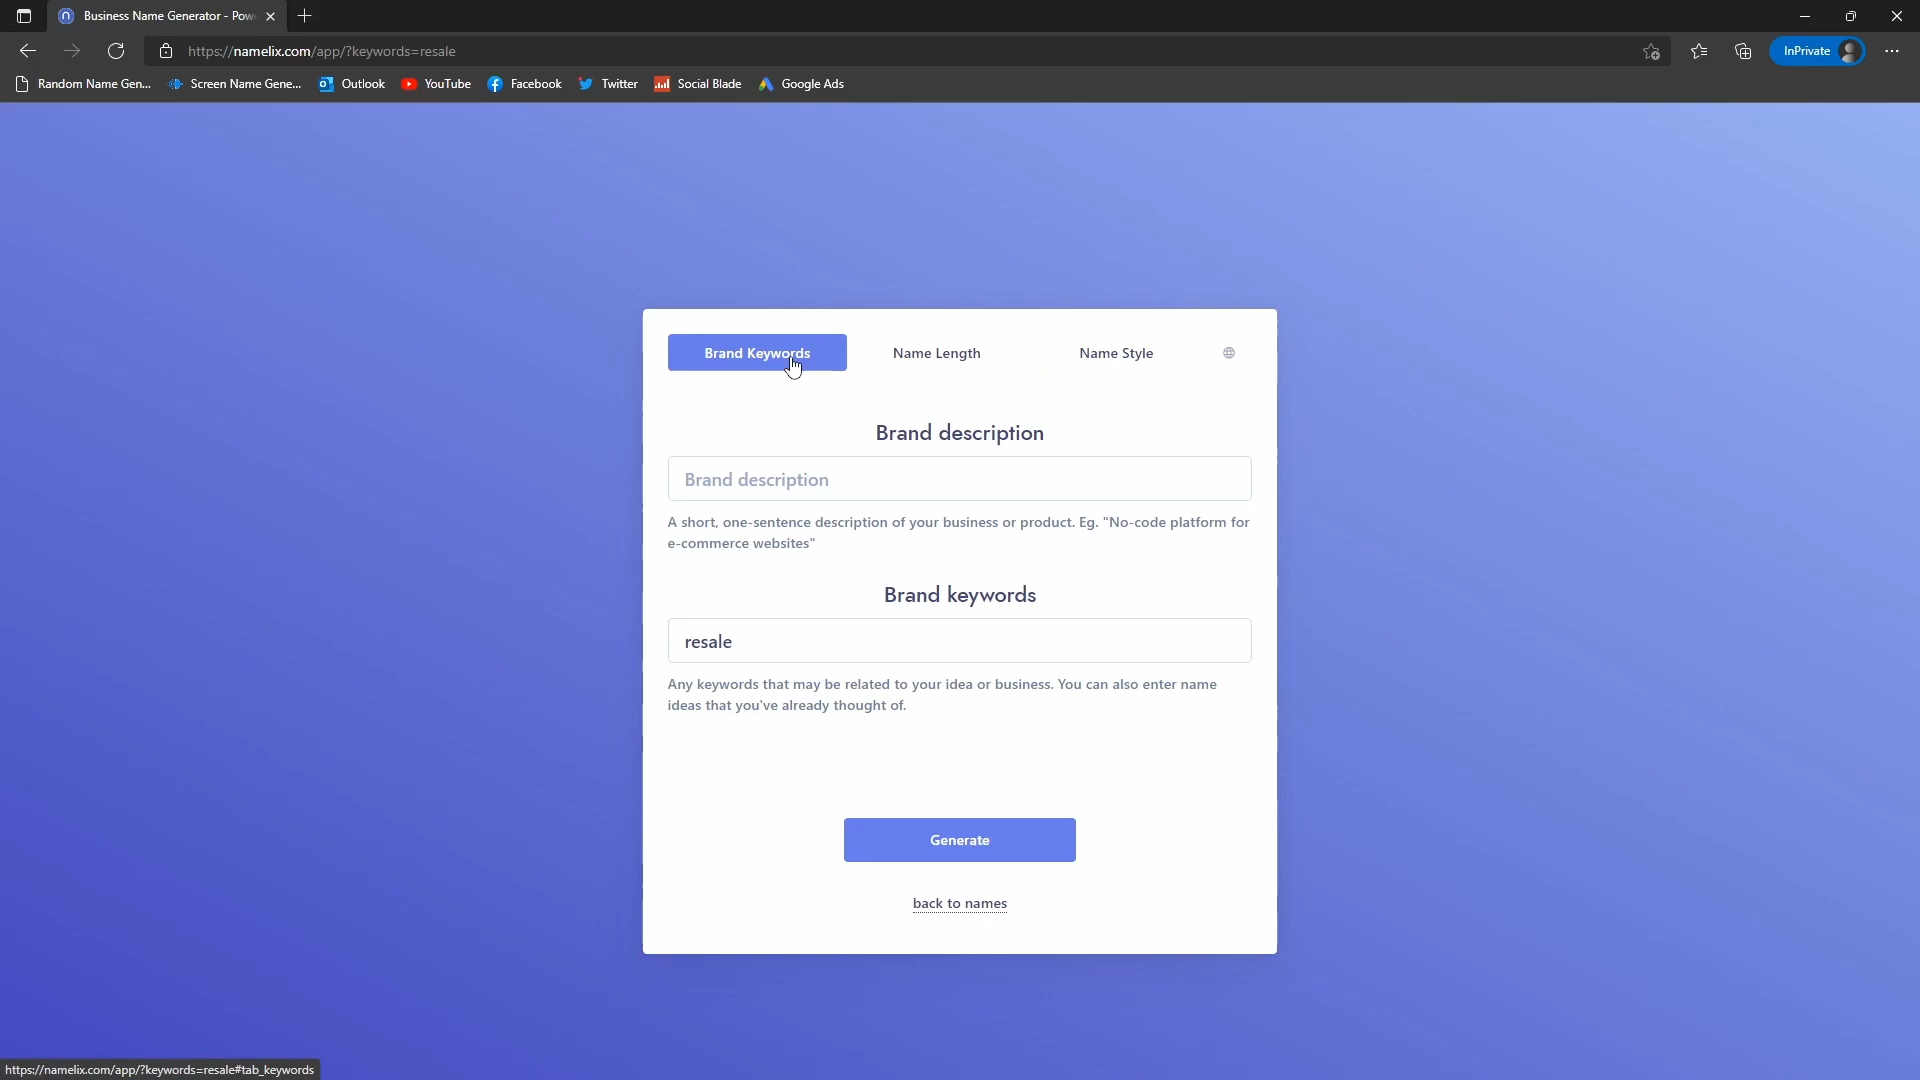 Business Name Generator - Pow
https://namelix.com/app/?keywords=resale
InPrivate
Random Name Gen...
Screen Name Gene...
Outlook
YouTube
Facebook
Twitter
Social Blade
Google Ads
Brand Keywords
Name Length
Name Style
Brand description
Brand description
A short, one-sentence description of your business or product. Eg. "No-code platform for
e-commerce websites"
Brand keywords
resale
Any keywords that may be related to your idea or business. You can also enter name
ideas that you've already thought of.
Generate
back to names
https://namelix.com/app/?keywords=resale#tab_keywords